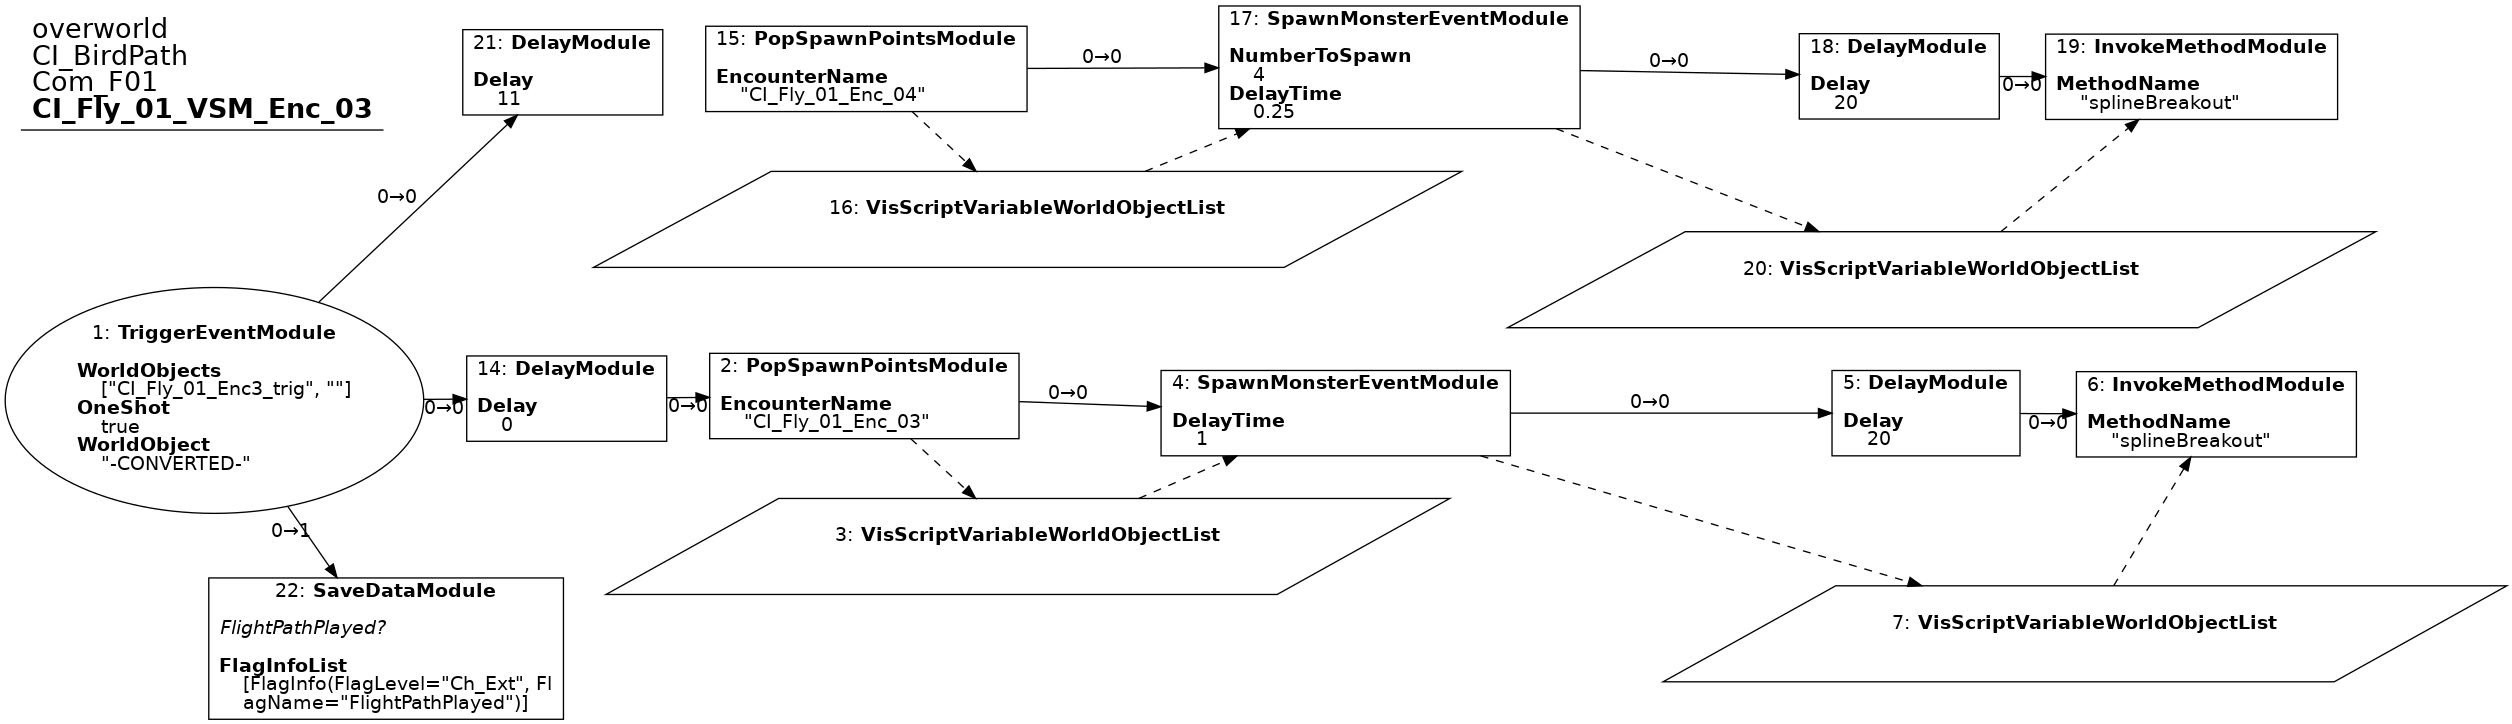 overworld
CI_BirdPath
Com_F01
CI_Fly_01_VSM_Enc_03
21: DelayModule
Delay
11
15: PopSpawnPointsModule
EncounterName
"CI_Fly_01_Enc_04"
0→0
17: SpawnMonsterEventModule
NumberToSpawn
4
DelayTime
0.25
0→0
18: DelayModule
Delay
20
0→0
19: InvokeMethodModule
MethodName
"splineBreakout"
0→0
16: VisScriptVariableWorldObjectList
20: VisScriptVariableWorldObjectList
1: TriggerEventModule
WorldObjects
["CI_Fly_01_Enc3_trig", ""]
OneShot
true
WorldObject
"-CONVERTED-"
0→0
14: DelayModule
Delay
0
0→0
2: PopSpawnPointsModule
EncounterName
"CI_Fly_01_Enc_03"
0→0
4: SpawnMonsterEventModule
DelayTime
1
0→0
5: DelayModule
Delay
20
0→0
6: InvokeMethodModule
MethodName
"splineBreakout"
0→1
3: VisScriptVariableWorldObjectList
7: VisScriptVariableWorldObjectList
22: SaveDataModule
FlightPathPlayed?
FlagInfoList
[FlagInfo(FlagLevel="Ch_Ext", Fl
agName="FlightPathPlayed")]